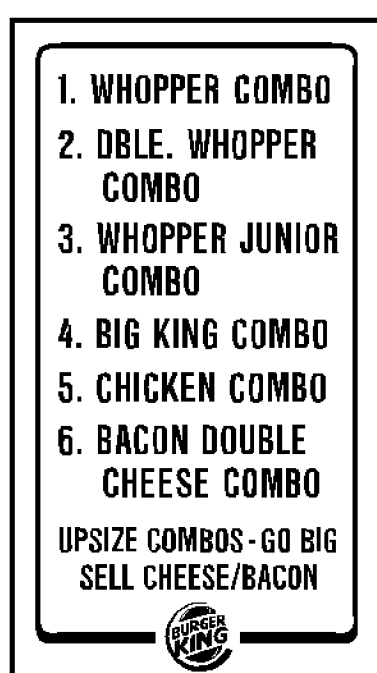 1. WHOPPER COMBO
2. DBLE. WHOPPER
COMBO
3. WHOPPER JUNIOR
COMBO
4. BIG KING COMBO
5. CHICKEN COMBO
6. BACON DOUBLE
CHEESE COMBO
UPSIZE COMBOS - GO BIG
SELL CHEESE/BACON
BURGER
KING